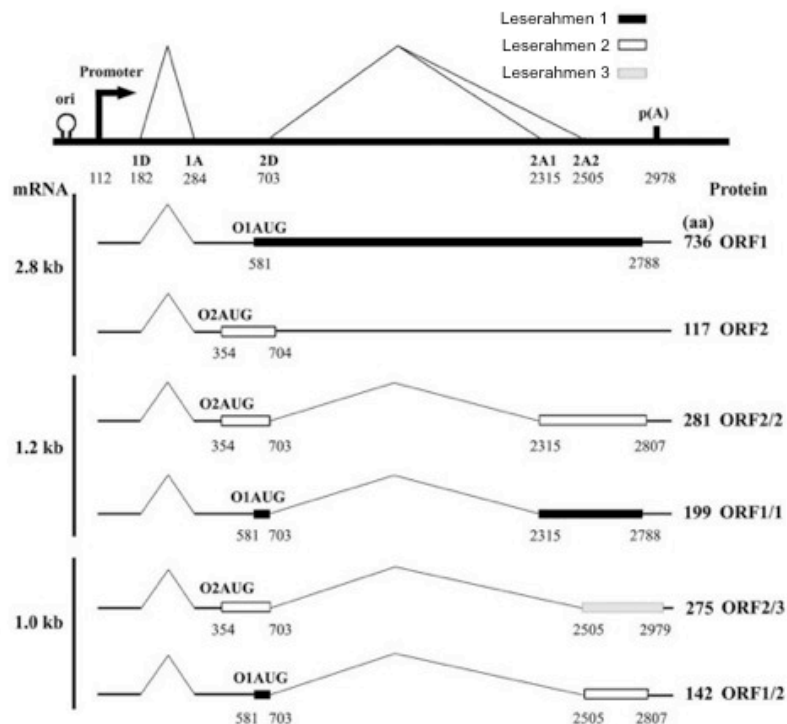 Leserahmen 1
Leserahmen 2
Leserahmen 3
Promoter
ori
p(A)
1D 1A 2D 2A1 2A2
112 182 284 703 2315 2505 2978
mRNA Protein
(aa)
O1AUG
736 ORF1
581 2788
2.8 kb
O2AUG
117 ORF2
354 704
O2AUG
281 ORF2/2
354 703 2315 2807
1.2 kb
O1AUG
199 ORF1/1
581 703 2315 2788
O2AUG
275 ORF2/3
1.0 kb
354 703 2505 2979
O1AUG
142 ORF1/2
581 703 2505 2807